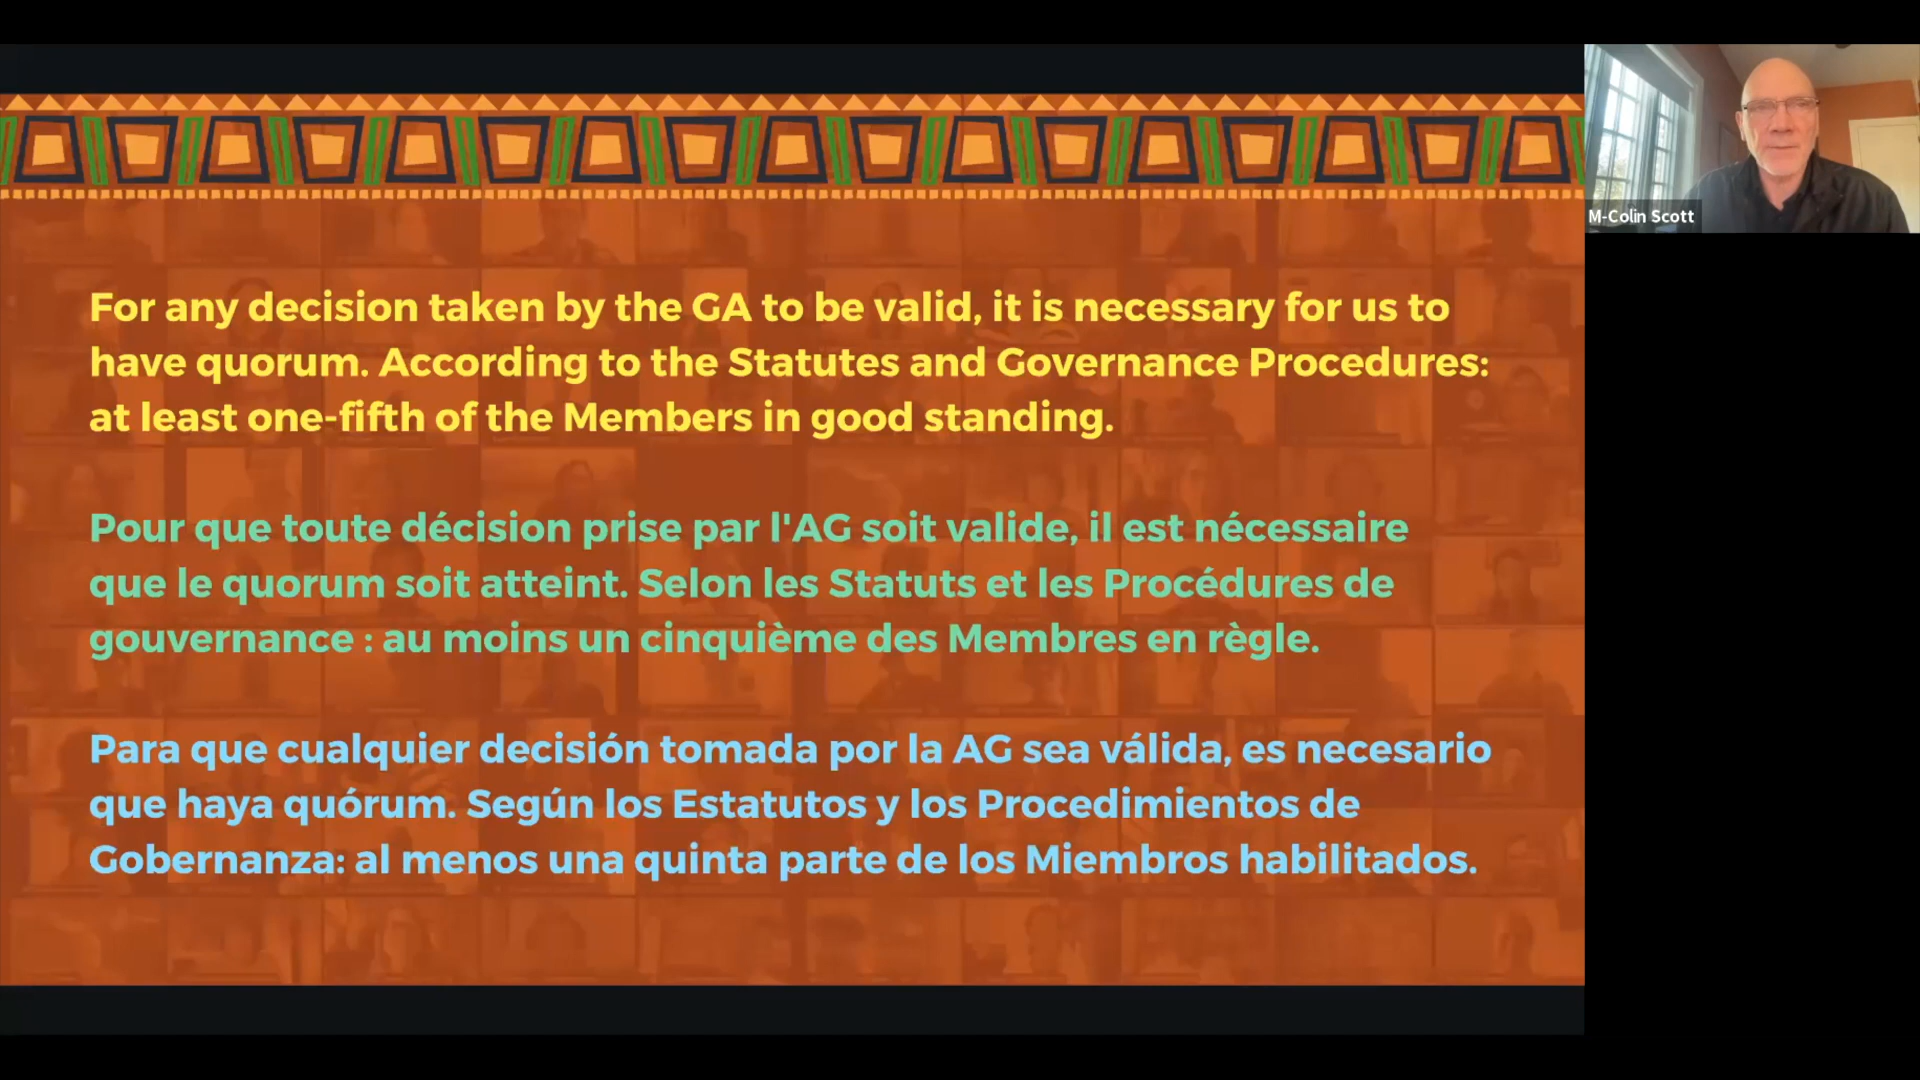 M-Colin Scott
For any decision taken by the GA to be valid, it is necessary for us to
have quorum. According to the Statutes and Governance Procedures:
at least one-fifth of the Members in good standing.
Pour que toute décision prise par l'AG soit valide, il est nécessaire
que le quorum soit atteint. Selon les Statuts et les Procédures de
gouvernance : au moins un cinquième des Membres en règle.
Para que cualquier decisión tomada por la AG sea válida, es necesario
que haya quórum. Según los Estatutos y los Procedimientos de
Gobernanza: al menos una quinta parte de los Miembros habilitados.